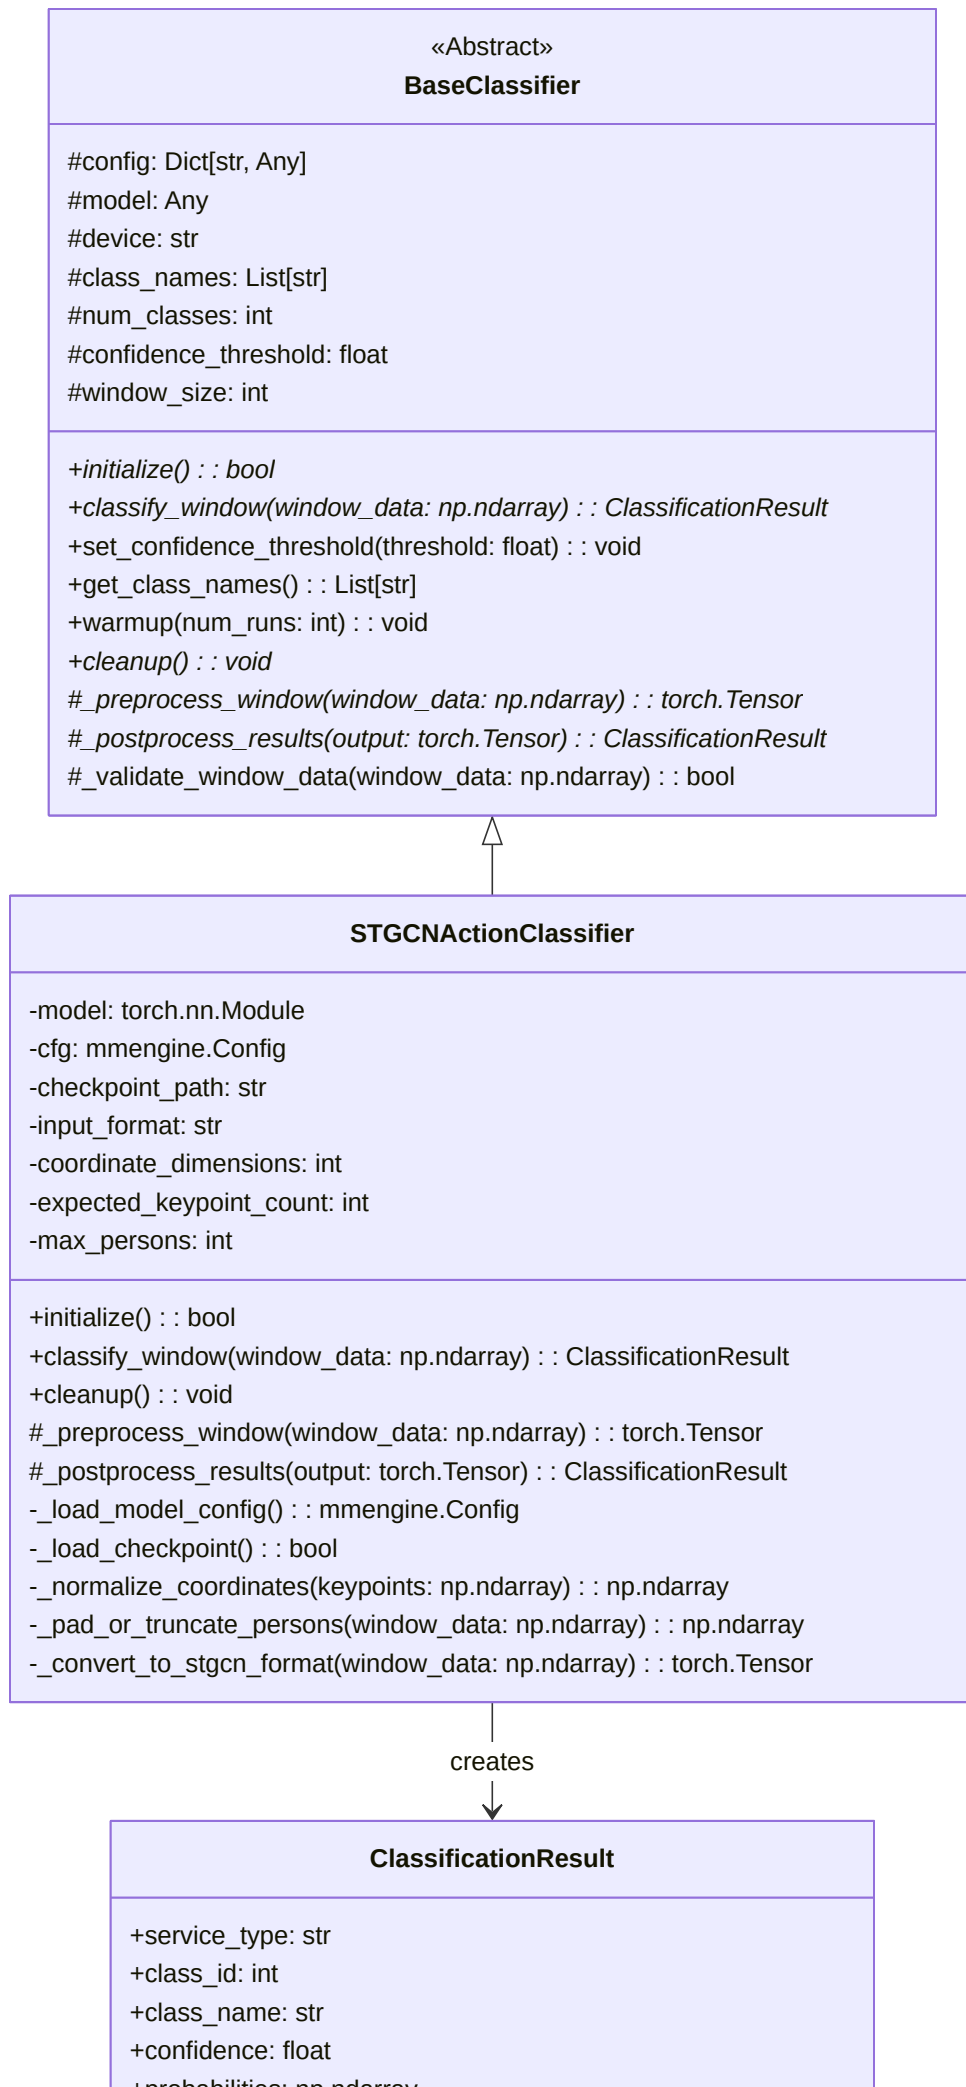 «Abstract»
BaseClassifier
#config: Dict[str, Any]
#model: Any
#device: str
#class_names: List[str]
#num_classes: int
#confidence_threshold: float
#window_size: int
+initialize() : : bool
+classify_window(window_data: np.ndarray) : : ClassificationResult
+set_confidence_threshold(threshold: float) : : void
+get_class_names() : : List[str]
+warmup(num_runs: int) : : void
+cleanup() : : void
#_preprocess_window(window_data: np.ndarray) : : torch.Tensor
#_postprocess_results(output: torch.Tensor) : : ClassificationResult
#_validate_window_data(window_data: np.ndarray) : : bool
STGCNActionClassifier
-model: torch.nn.Module
-cfg: mmengine.Config
-checkpoint_path: str
-input_format: str
-coordinate_dimensions: int
-expected_keypoint_count: int
-max_persons: int
+initialize() : : bool
+classify_window(window_data: np.ndarray) : : ClassificationResult
+cleanup() : : void
#_preprocess_window(window_data: np.ndarray) : : torch.Tensor
#_postprocess_results(output: torch.Tensor) : : ClassificationResult
-_load_model_config() : : mmengine.Config
-_load_checkpoint() : : bool
-_normalize_coordinates(keypoints: np.ndarray) : : np.ndarray
-_pad_or_truncate_persons(window_data: np.ndarray) : : np.ndarray
-_convert_to_stgcn_format(window_data: np.ndarray) : : torch.Tensor
creates
ClassificationResult
+service_type: str
+class_id: int
+class_name: str
+confidence: float
+probabilities: np.ndarray